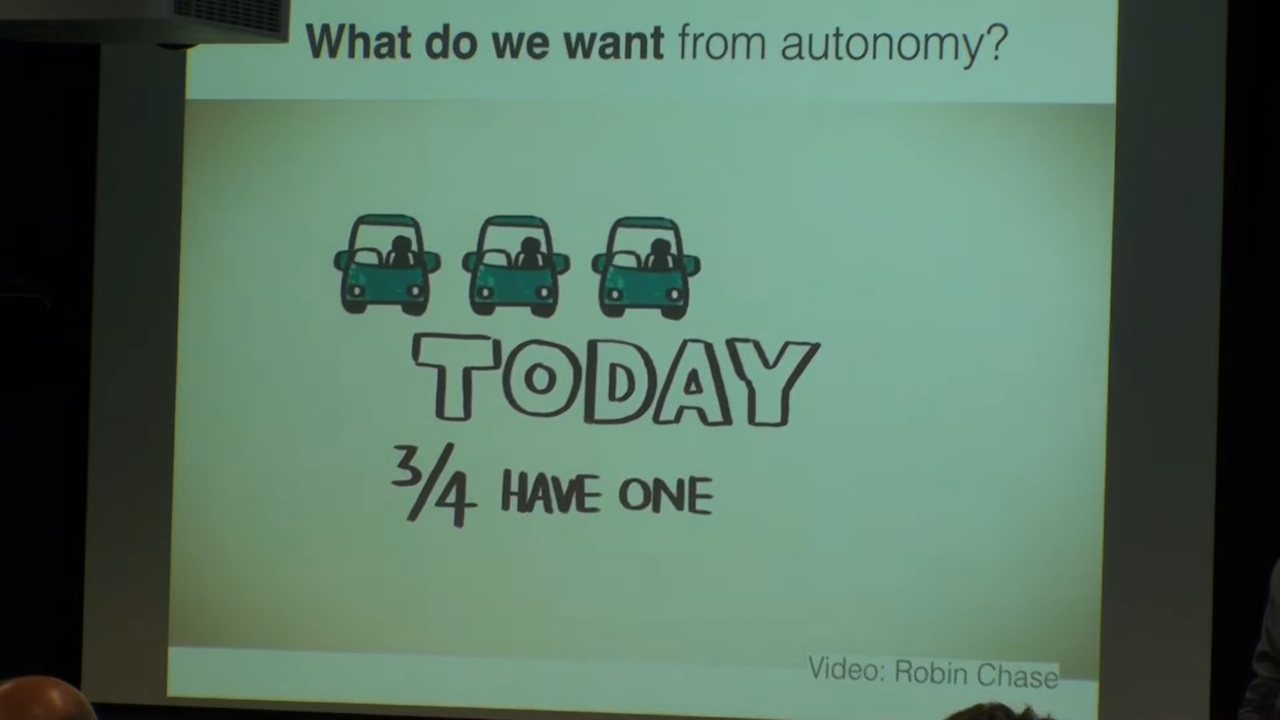 What do we want from autonomy?
TODAY
3/4 HAVE ONE
Video: Robin Chase